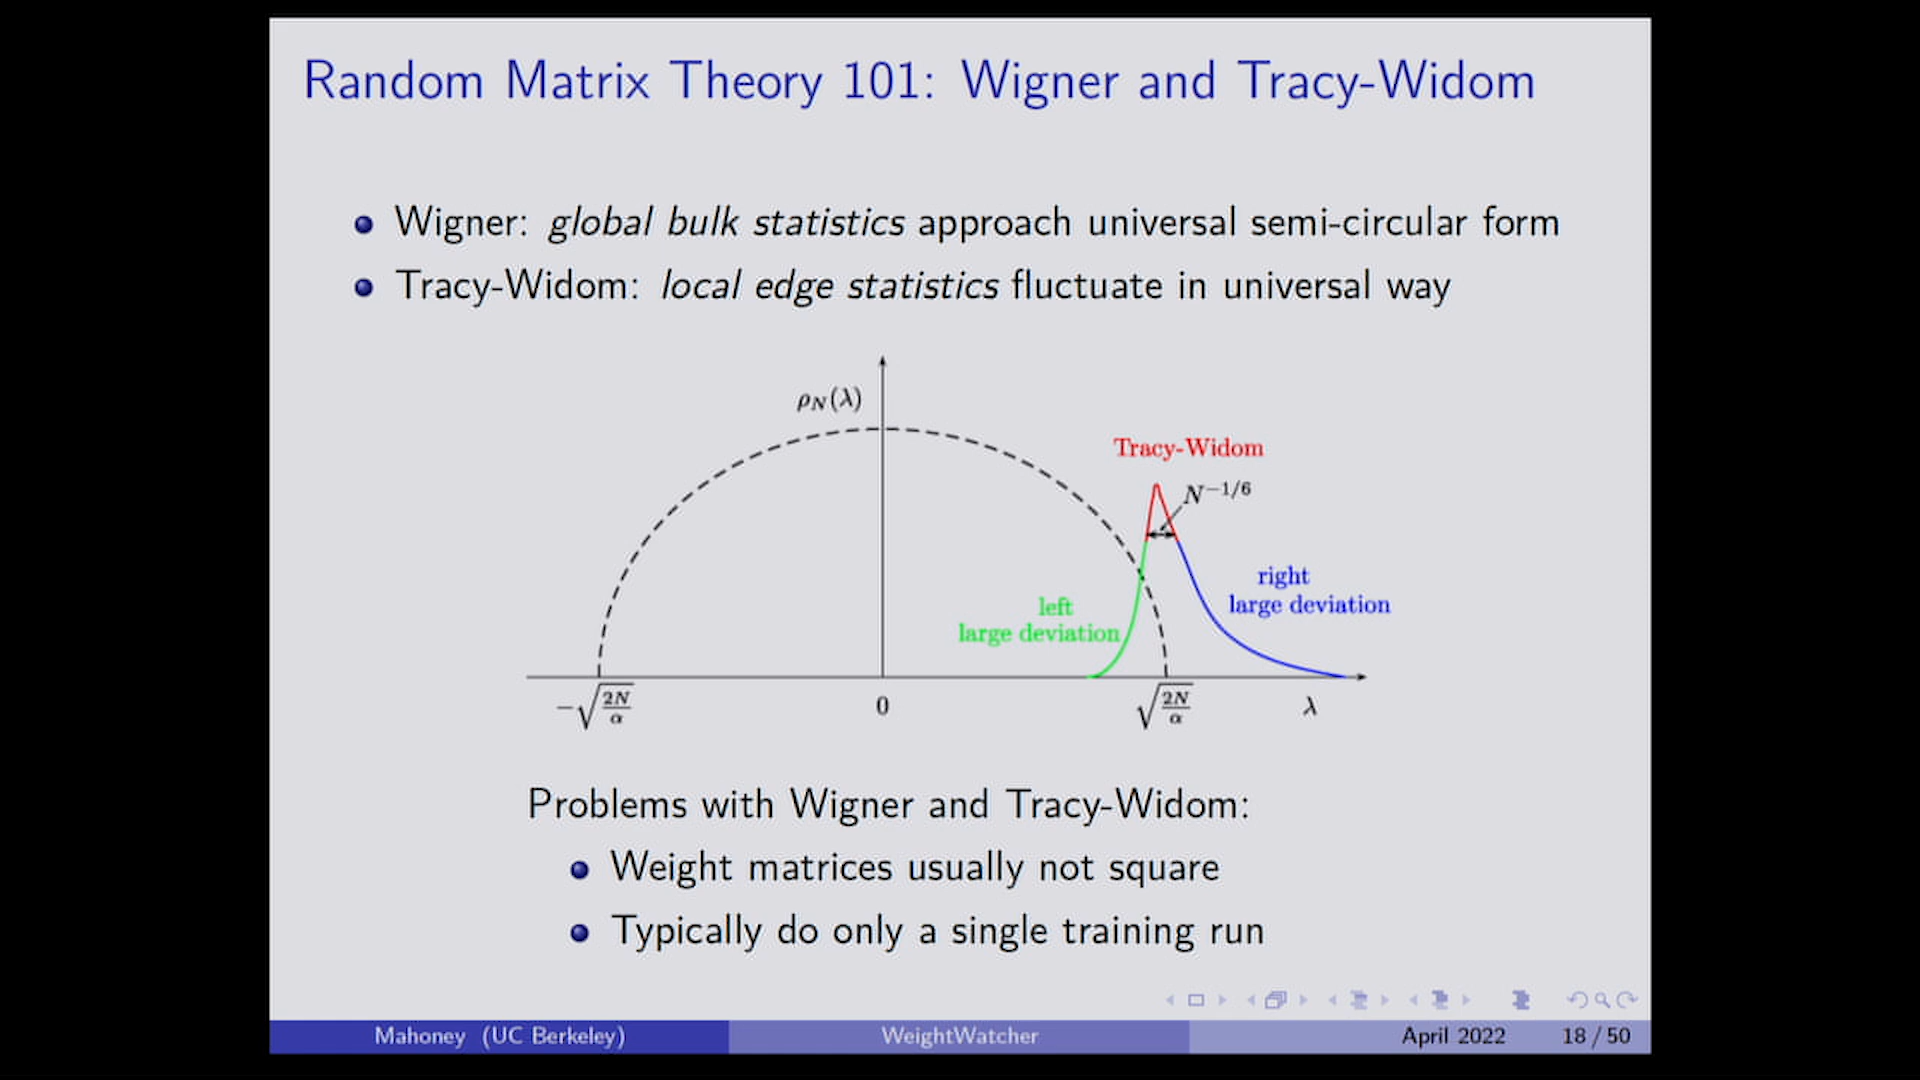 Random Matrix Theory 101: Wigner and Tracy-Widom
Wigner: global bulk statistics approach universal semi-circular form
Tracy-Widom: local edge statistics fluctuate in universal way
ρN(λ)
Tracy-Widom
N−1/6
right
large deviation
left
large deviation
−√2N/α
0
√2N/α
λ
Problems with Wigner and Tracy-Widom:
Weight matrices usually not square
Typically do only a single training run
Mahoney (UC Berkeley)
WeightWatcher
April 2022
18 / 50